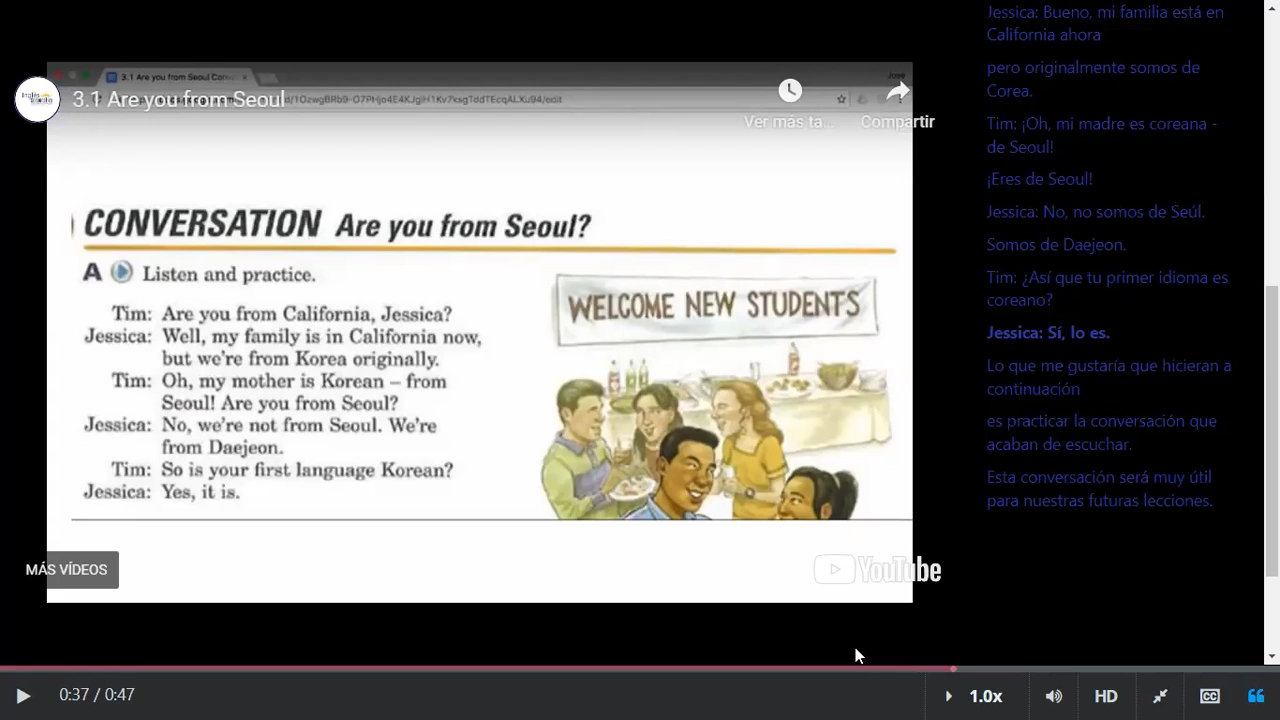 3.1 Are you from Seoul Con
3.1 Are you from Seoul
Ver más ta...
Compartir
CONVERSATION Are you from Seoul?
A Listen and practice.
Tim: Are you from California, Jessica?
Jessica: Well, my family is in California now,
but we're from Korea originally.
Tim: Oh, my mother is Korean – from
Seoul! Are you from Seoul?
Jessica: No, we're not from Seoul. We're
from Daejeon.
Tim: So is your first language Korean?
Jessica: Yes, it is.
WELCOME NEW STUDENTS
MÁS VÍDEOS
YouTube
Jessica: Bueno, mi familia está en
California ahora
pero originalmente somos de
Corea.
Tim: ¡Oh, mi madre es coreana -
de Seoul!
¡Eres de Seoul!
Jessica: No, no somos de Seúl.
Somos de Daejeon.
Tim: ¿Así que tu primer idioma es
coreano?
Jessica: Sí, lo es.
Lo que me gustaría que hicieran a
continuación
es practicar la conversación que
acaban de escuchar.
Esta conversación será muy útil
para nuestras futuras lecciones.
0:37 / 0:47
1.0x
HD
CC